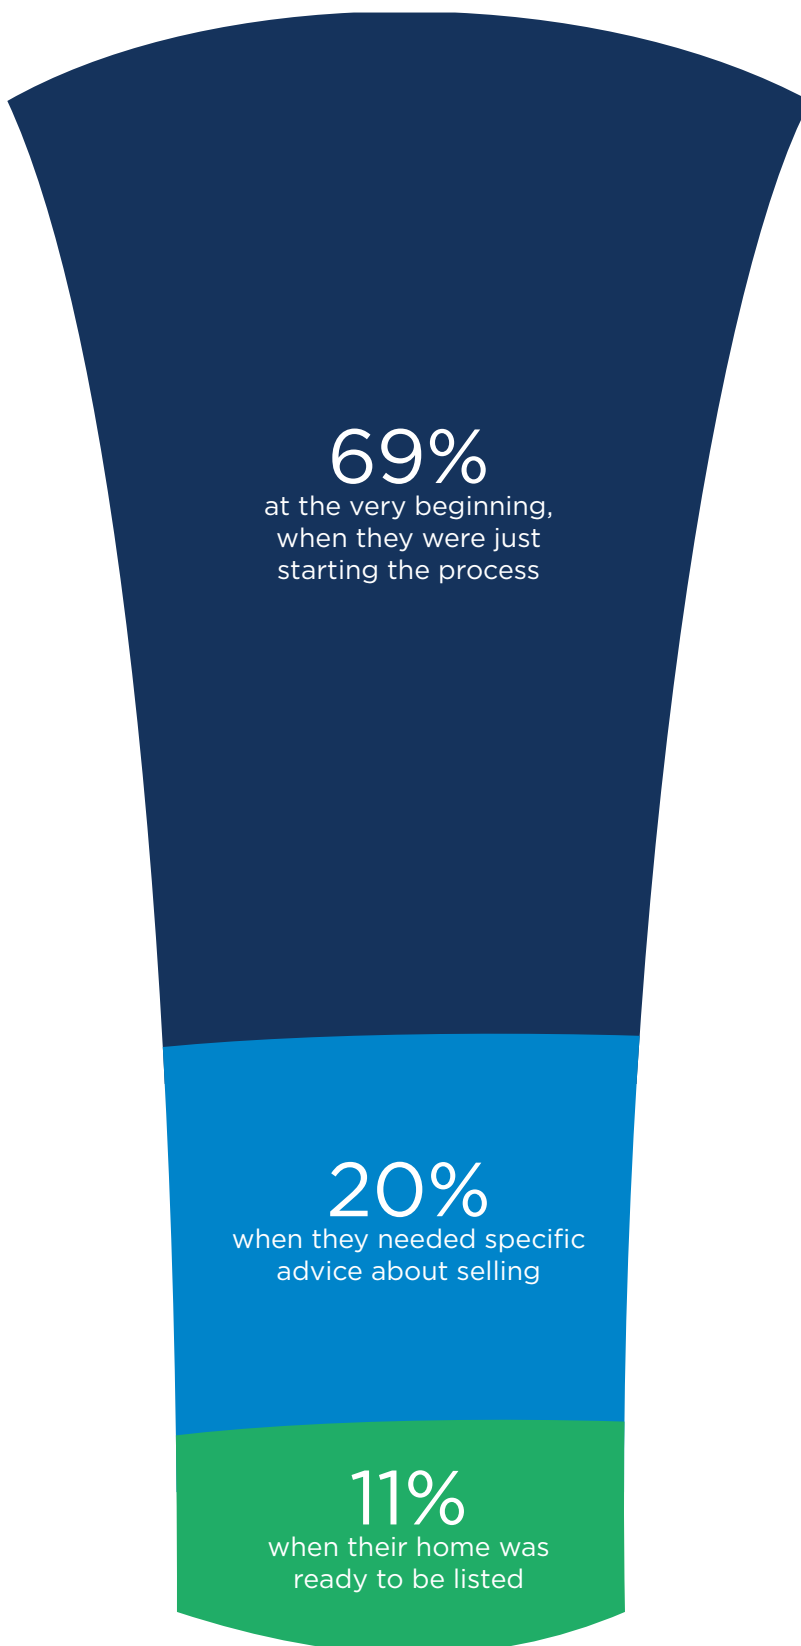 69%
at the very beginning,
when they were just
starting the process
20%
when they needed specific
advice about selling
11%
when their home was
ready to be listed